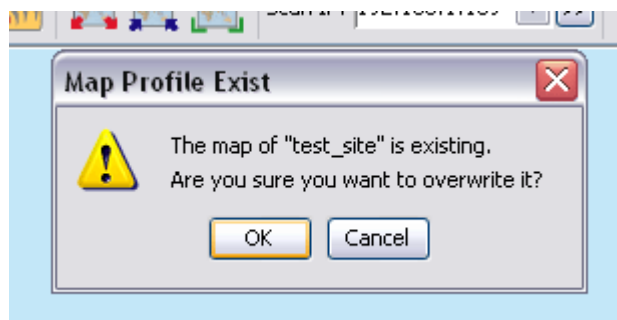 Map Profile Exist
The map of "test_site" is existing.
Are you sure you want to overwrite it?
OK
Cancel